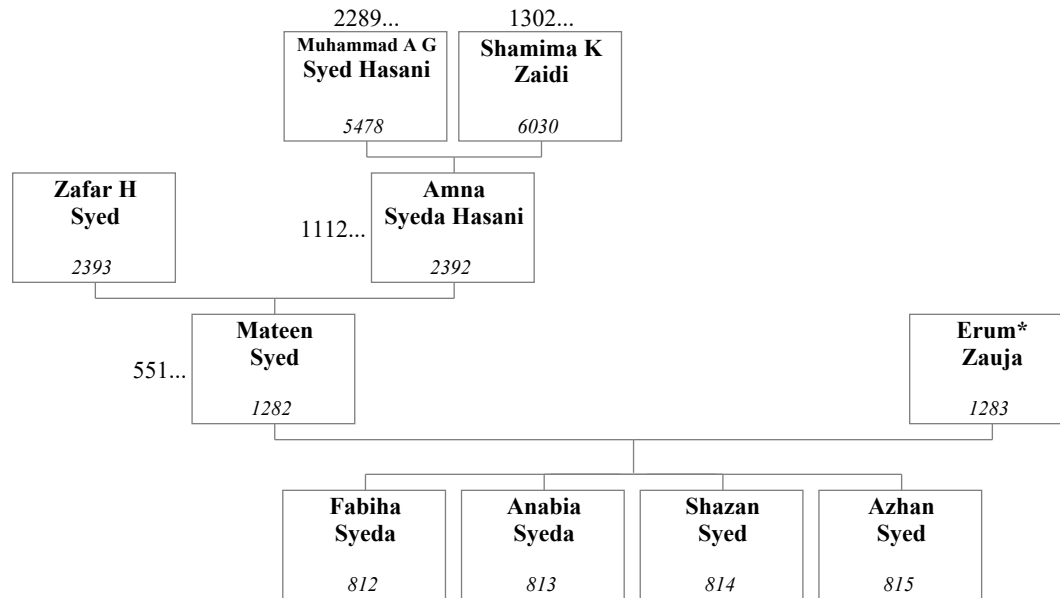 2289...
1302...
Muhammad A G
Syed Hasani
5478
Shamima K
Zaidi
6030
Zafar H
Syed
2393
1112...
Amna
Syeda Hasani
2392
551...
Mateen
Syed
1282
Erum*
Zauja
1283
Fabiha
Syeda
812
Anabia
Syeda
813
Shazan
Syed
814
Azhan
Syed
815